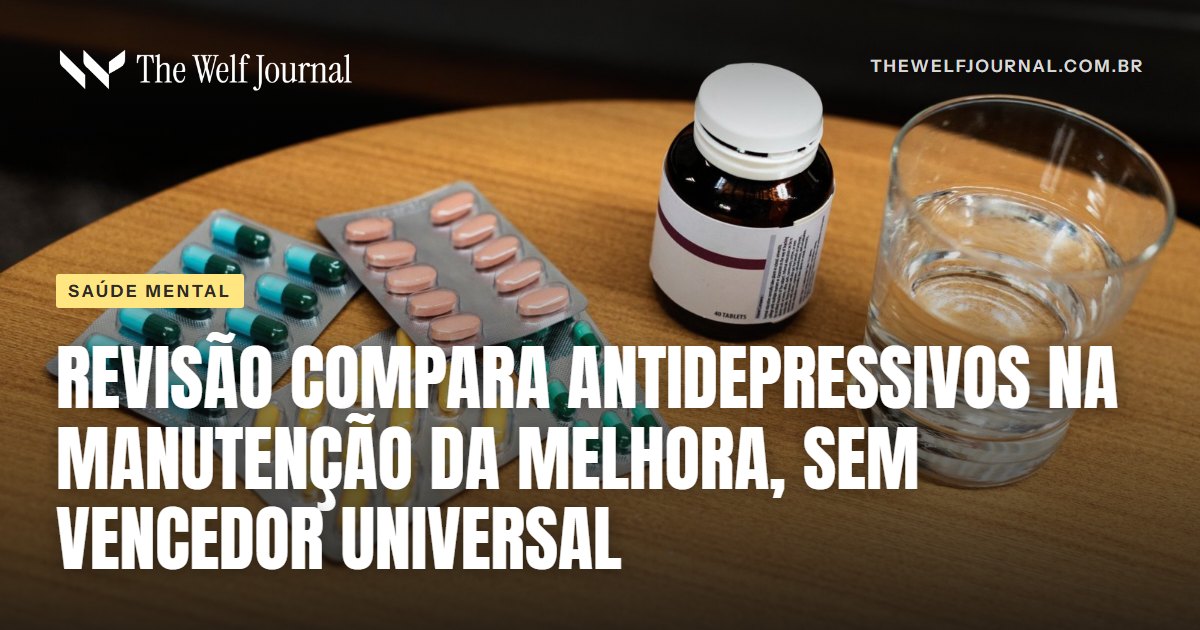 The Welf Journal
THEWELFJOURNAL.COM.BR
40 TABLETS
SAÚDE MENTAL
REVISÃO COMPARA ANTIDEPRESSIVOS NA
MANUTENÇÃO DA MELHORA, SEM
VENCEDOR UNIVERSAL